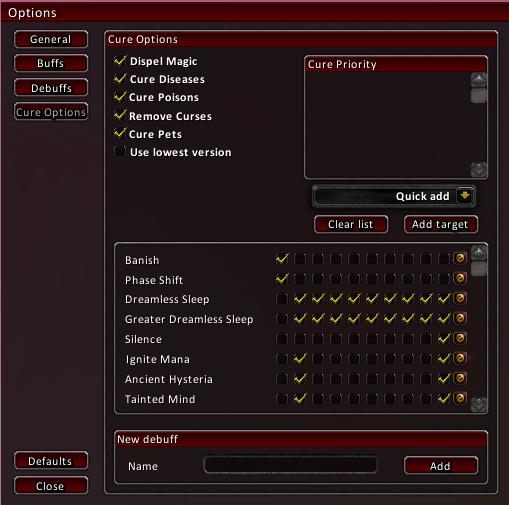 Options
General
Buffs
Debuffs
Cure Options
Cure Options
Dispel Magic
Cure Diseases
Cure Poisons
Remove Curses
Cure Pets
Use lowest version
Cure Priority
Quick add
Clear list
Add target
Banish
Phase Shift
Dreamless Sleep
Greater Dreamless Sleep
Silence
Ignite Mana
Ancient Hysteria
Tainted Mind
New debuff
Name
Add
Defaults
Close